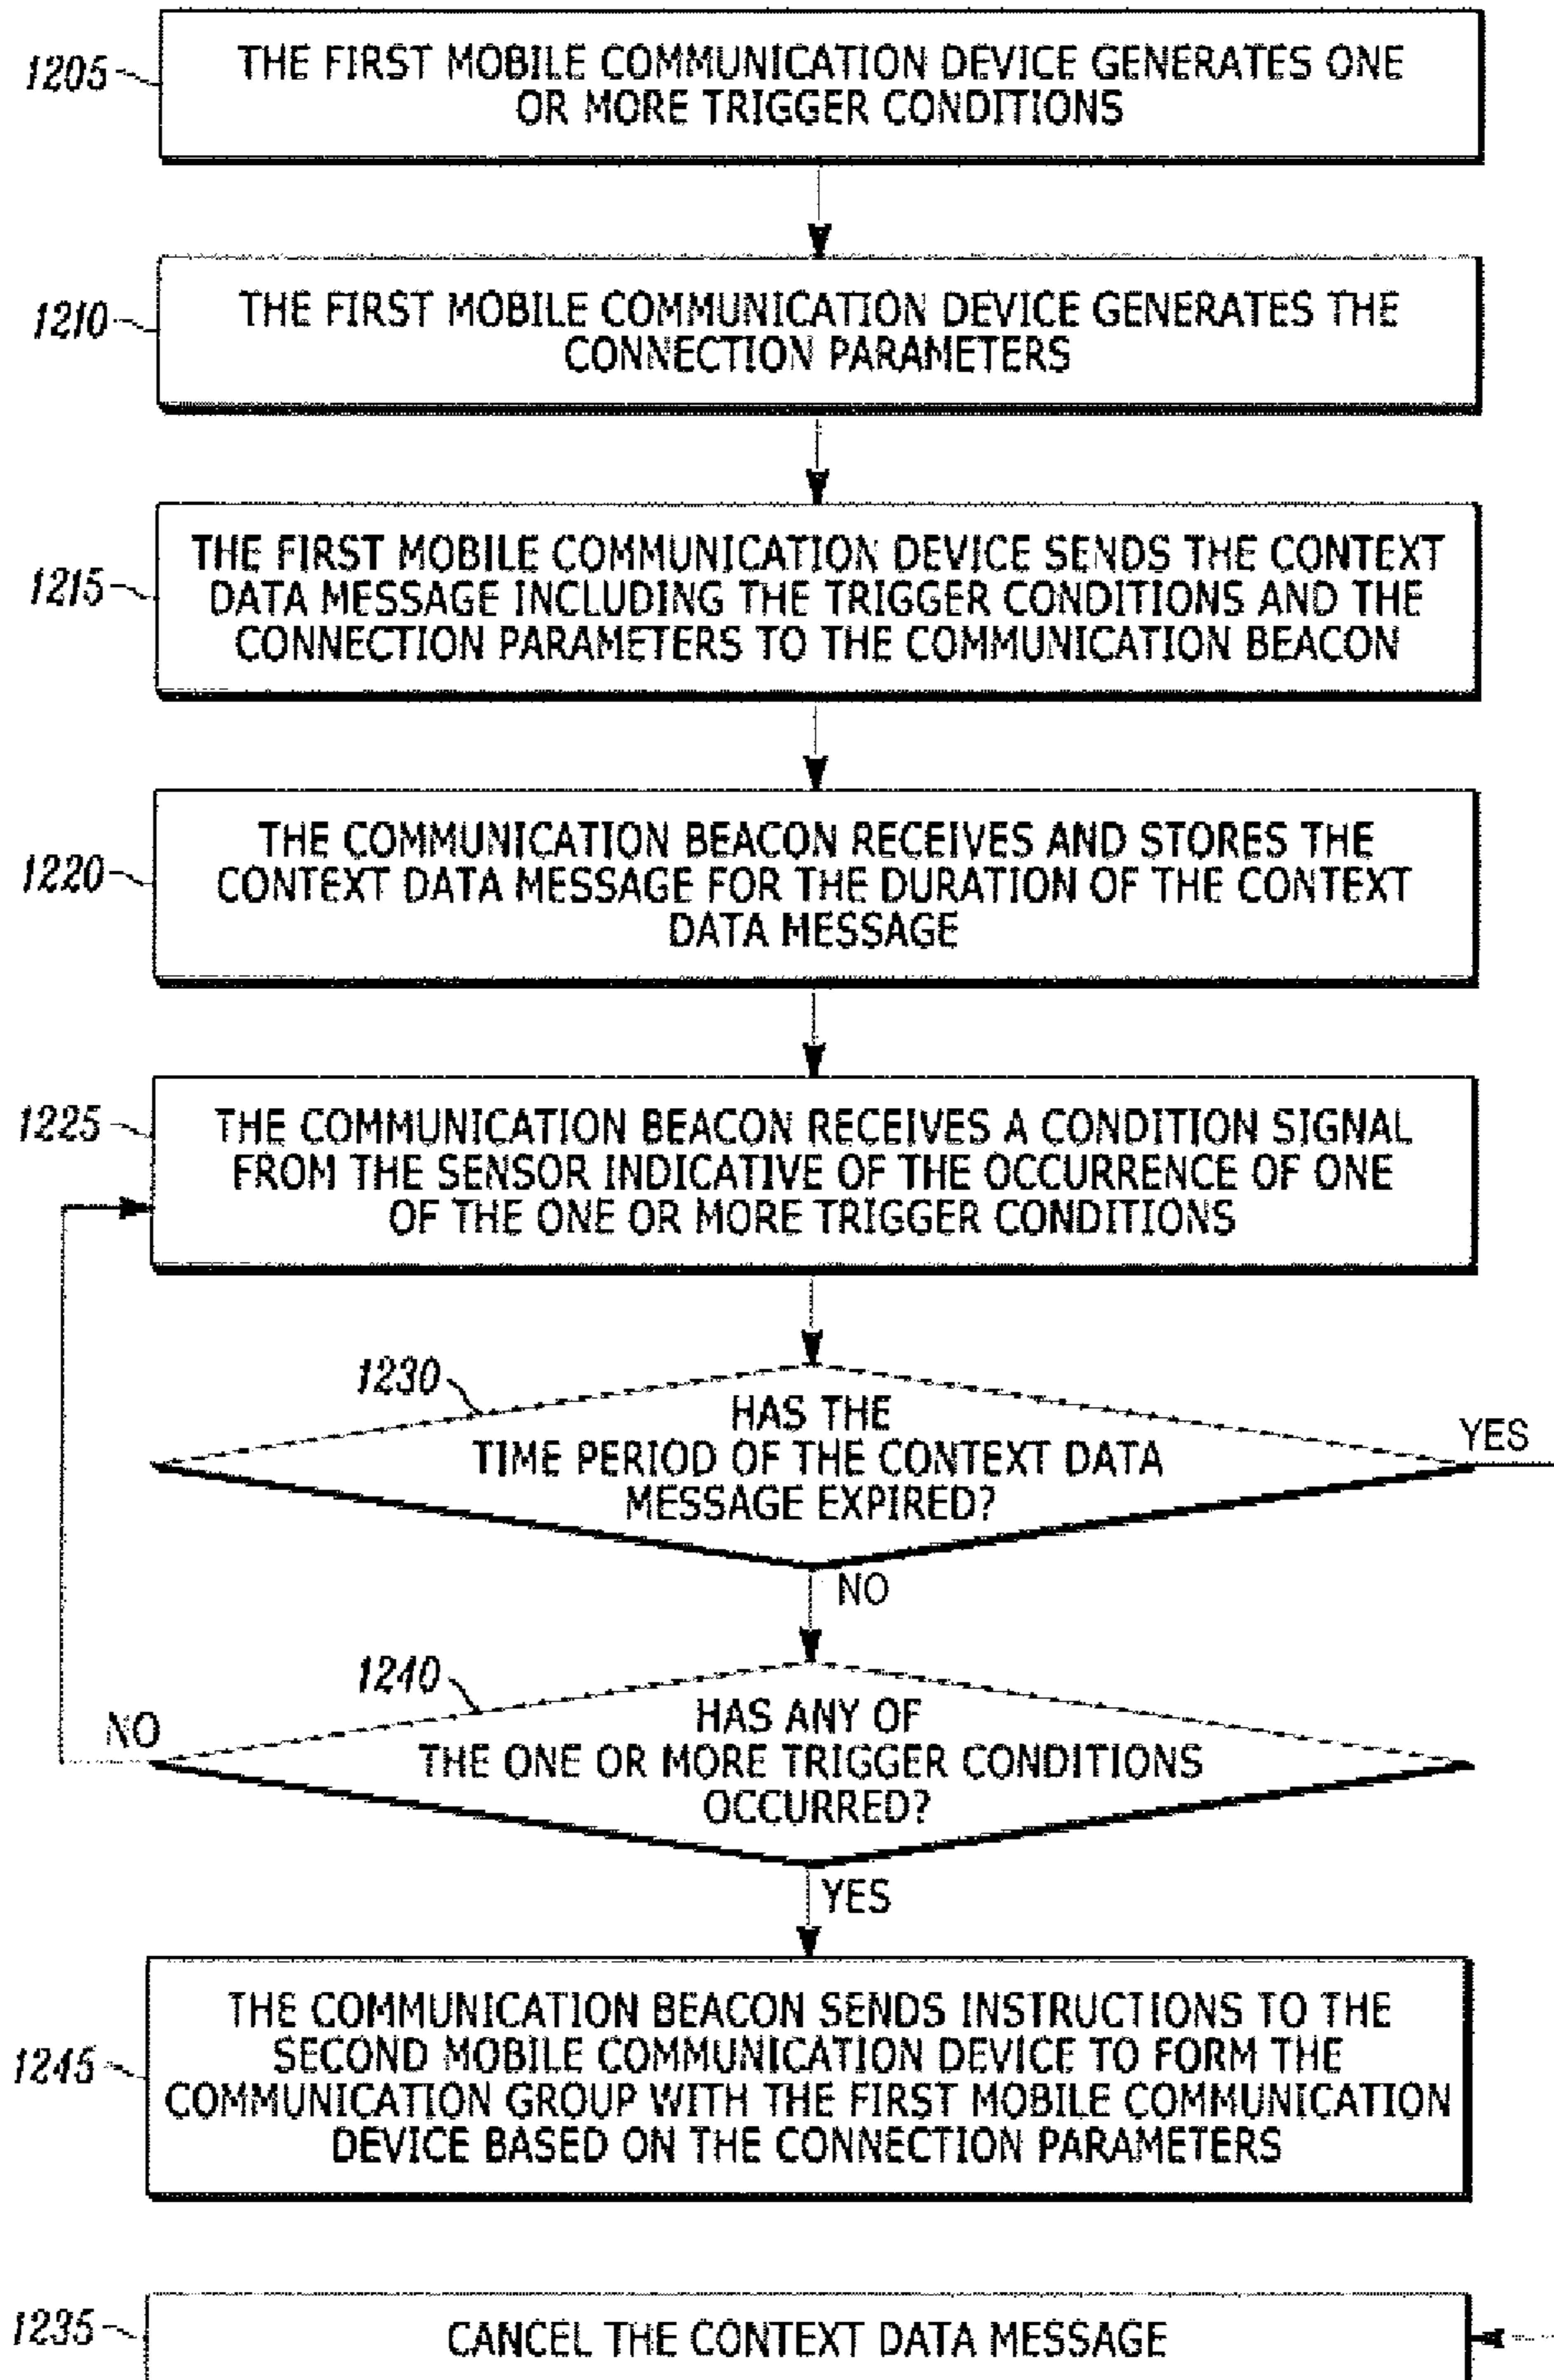 1205
THE FIRST MOBILE COMMUNICATION DEVICE GENERATES ONE
OR MORE TRIGGER CONDITIONS
1210
THE FIRST MOBILE COMMUNICATION DEVICE GENERATES THE
CONNECTION PARAMETERS
1215
THE FIRST MOBILE COMMUNICATION DEVICE SENDS THE CONTEXT
DATA MESSAGE INCLUDING THE TRIGGER CONDITIONS AND THE
CONNECTION PARAMETERS TO THE COMMUNICATION BEACON
1220
THE COMMUNICATION BEACON RECEIVES AND STORES THE
CONTEXT DATA MESSAGE FOR THE DURATION OF THE CONTEXT
DATA MESSAGE
1225
THE COMMUNICATION BEACON RECEIVES A CONDITION SIGNAL
FROM THE SENSOR INDICATIVE OF THE OCCURRENCE OF ONE
OF THE ONE OR MORE TRIGGER CONDITIONS
1230
HAS THE
TIME PERIOD OF THE CONTEXT DATA
MESSAGE EXPIRED?
YES
NO
1240
HAS ANY OF
THE ONE OR MORE TRIGGER CONDITIONS
OCCURRED?
NO
YES
1245
THE COMMUNICATION BEACON SENDS INSTRUCTIONS TO THE
SECOND MOBILE COMMUNICATION DEVICE TO FORM THE
COMMUNICATION GROUP WITH THE FIRST MOBILE COMMUNICATION
DEVICE BASED ON THE CONNECTION PARAMETERS
1235
CANCEL THE CONTEXT DATA MESSAGE